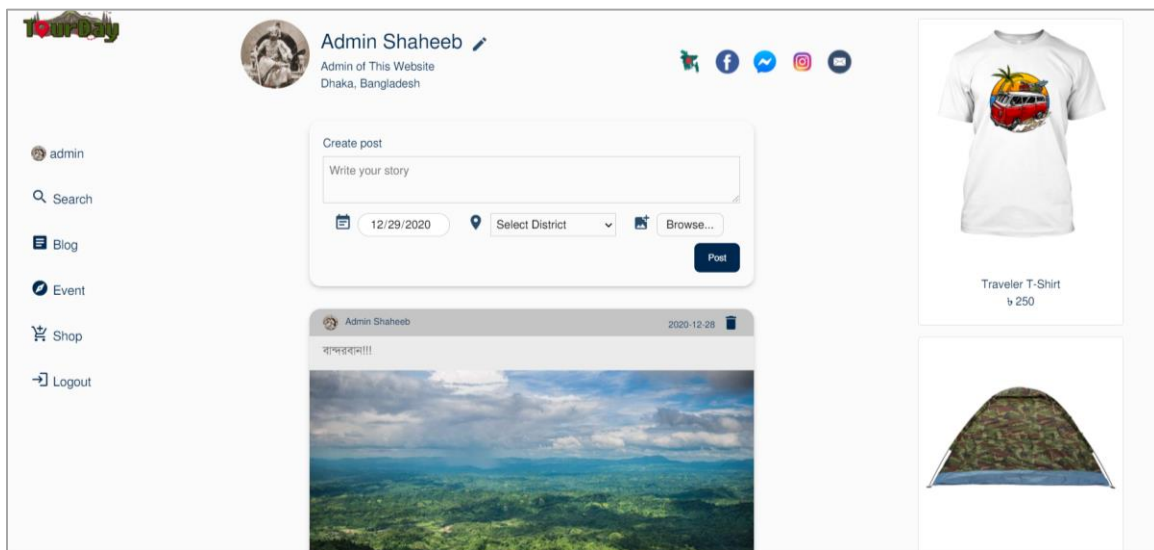 TourDay
Admin Shaheeb
Admin of This Website
Dhaka, Bangladesh
admin
Search
Blog
Event
Shop
Logout
Create post
Write your story
12/29/2020
Select District
Browse...
Post
Admin Shaheeb
2020-12-28
বান্দরবান!!!
Traveler T-Shirt
৳ 250